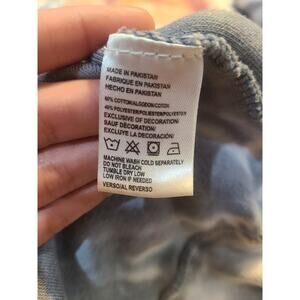 MADE IN PAKISTAN
FABRIQUE EN PAKISTAN
HECHO EN PAKISTAN
60% COTTON/ALGODON/COTON
40% POLYESTER/POLIESTER/POLYESTER
EXCLUSIVE OF DECORATION/
SAUF DÉCORATION/
EXCLUYE LA DECORACIÓN/
MACHINE WASH COLD SEPARATELY
DO NOT BLEACH
TUMBLE DRY LOW
LOW IRON IF NEEDED
VERSO/AL REVERSO